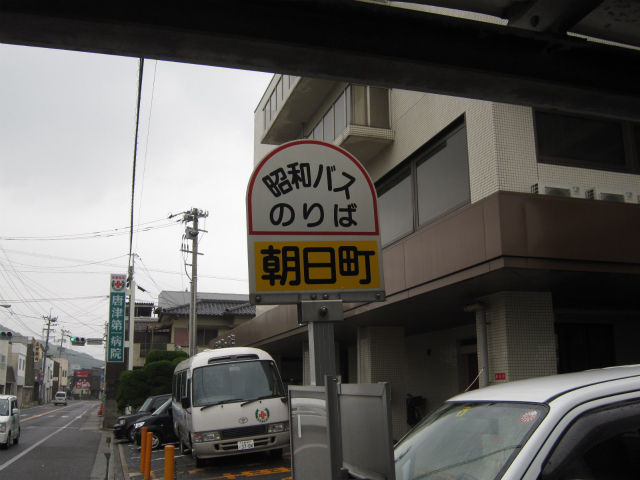 昭和バス
のりば
朝日町
唐津第一病院